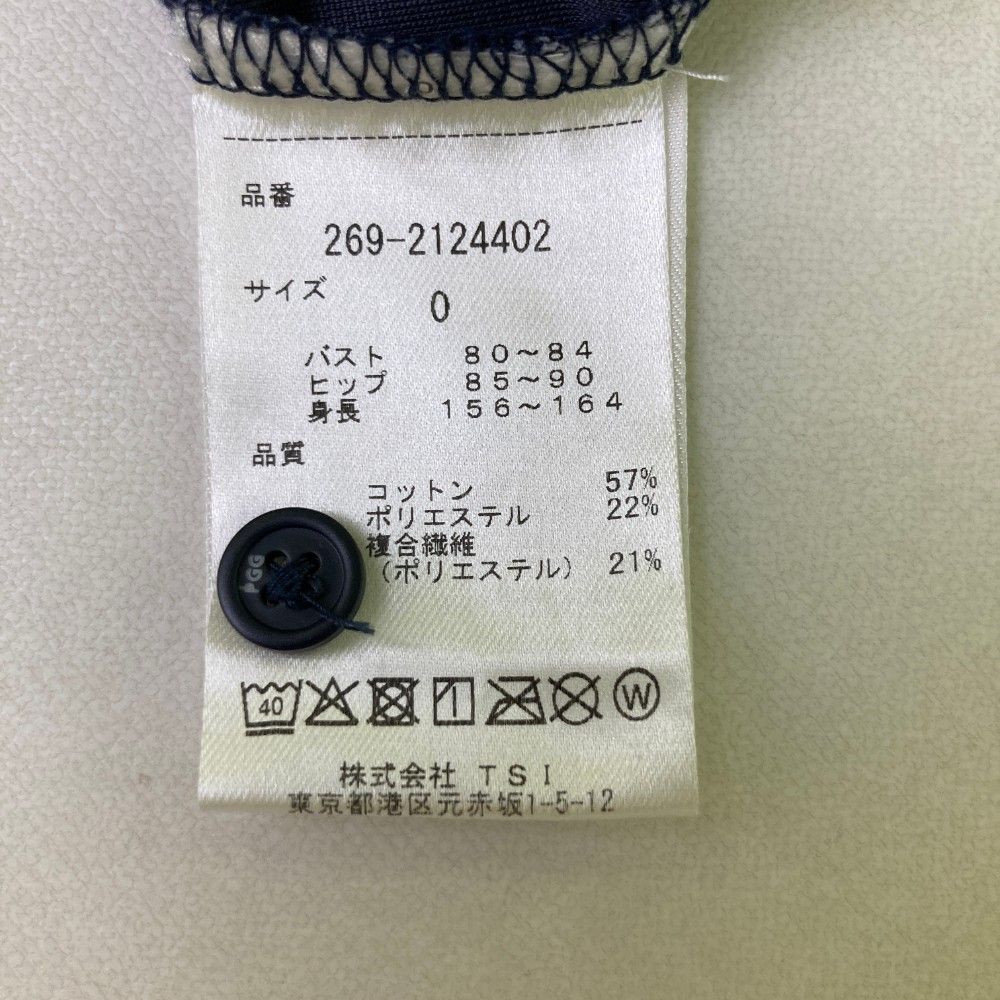 品番
269-2124402
サイズ
0
バスト 80~84
ヒップ 85~90
身長 156~164
品質
コットン 57%
ポリエステル 22%
複合繊維
(ポリエステル) 21%
PGG
40
W
株式会社 TSI
東京都港区元赤坂1-5-12